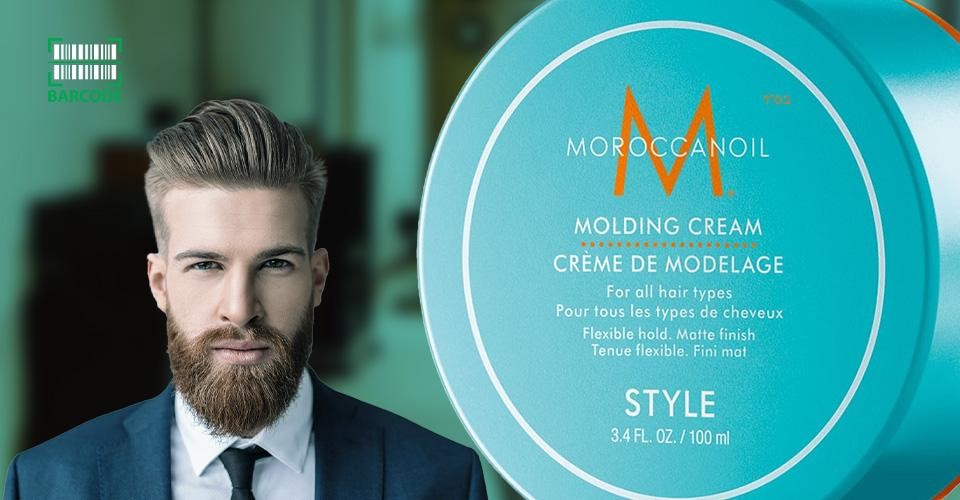 BARCODE
MOROCCANOIL
M
MOLDING CREAM
CRÈME DE MODELAGE
For all hair types
Pour tous les types de cheveux
Flexible hold. Matte finish
Tenue flexible. Fini mat
STYLE
3.4 FL. OZ. / 100 ml